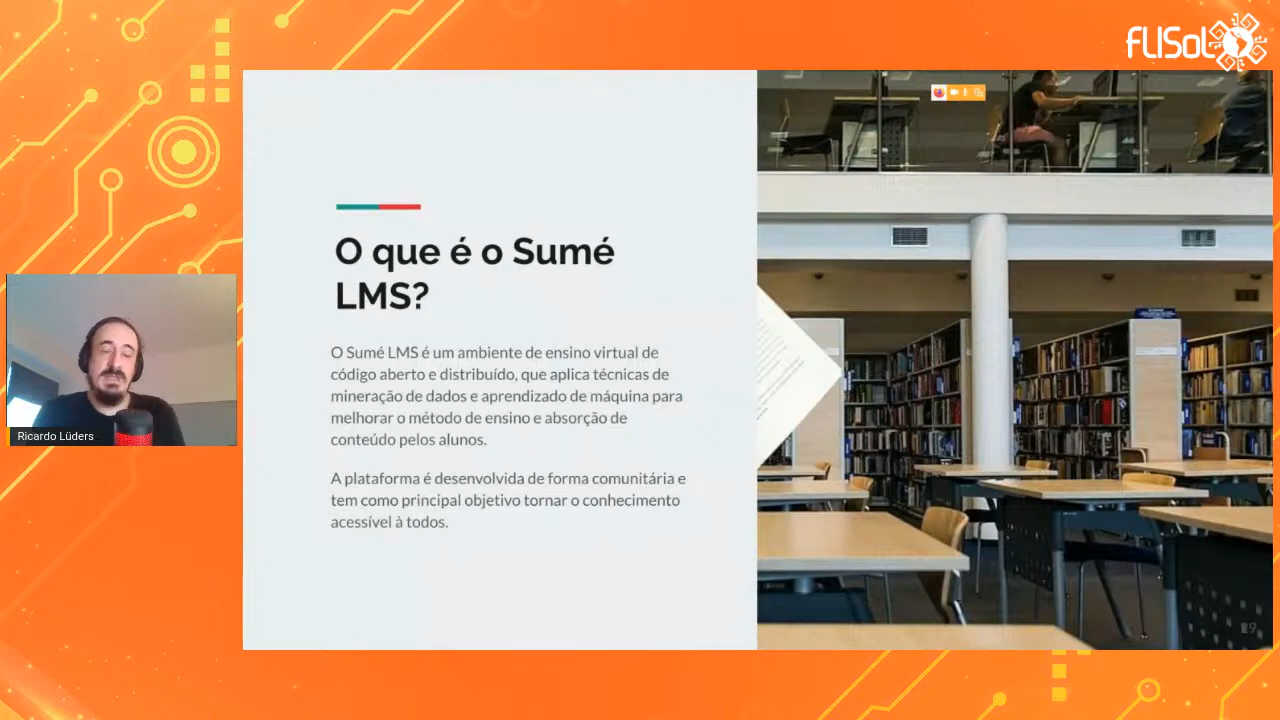 FLISoL
O que é o Sumé
LMS?
O Sumé LMS é um ambiente de ensino virtual de
código aberto e distribuído, que aplica técnicas de
mineração de dados e aprendizado de máquina para
melhorar o método de ensino e absorção de
conteúdo pelos alunos.
A plataforma é desenvolvida de forma comunitária e
tem como principal objetivo tornar o conhecimento
acessível à todos.
Ricardo Lüders